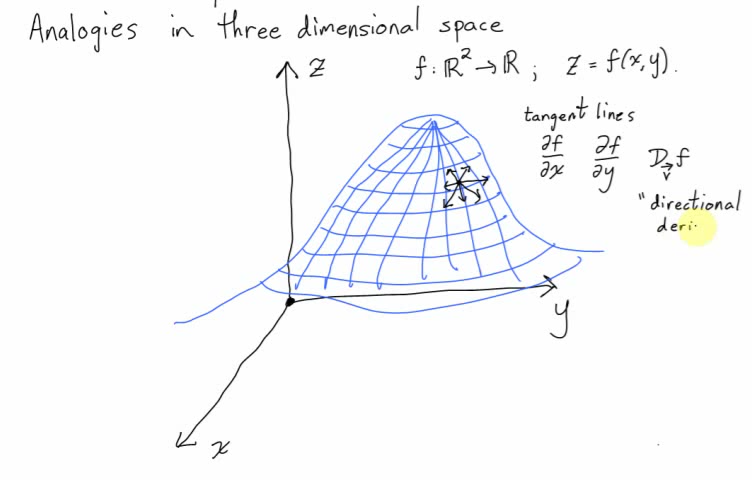 Analogies in three dimensional space
z
f: ℝ² → ℝ ; z = f(x,y).
tangent lines
∂f/∂x ∂f/∂y D_v⃗ f
"directional
deri
y
x